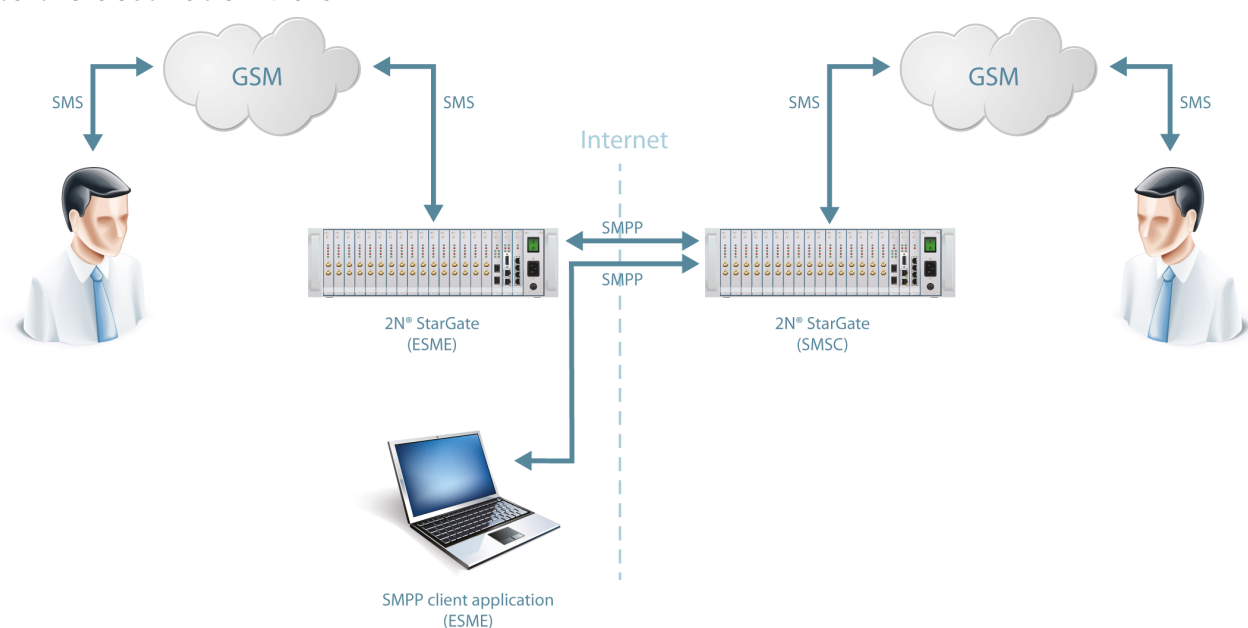 GSM
GSM
SMS
SMS
SMS
SMS
Internet
SMPP
SMPP
2N® StarGate
(ESME)
2N® StarGate
(SMSC)
SMPP client application
(ESME)